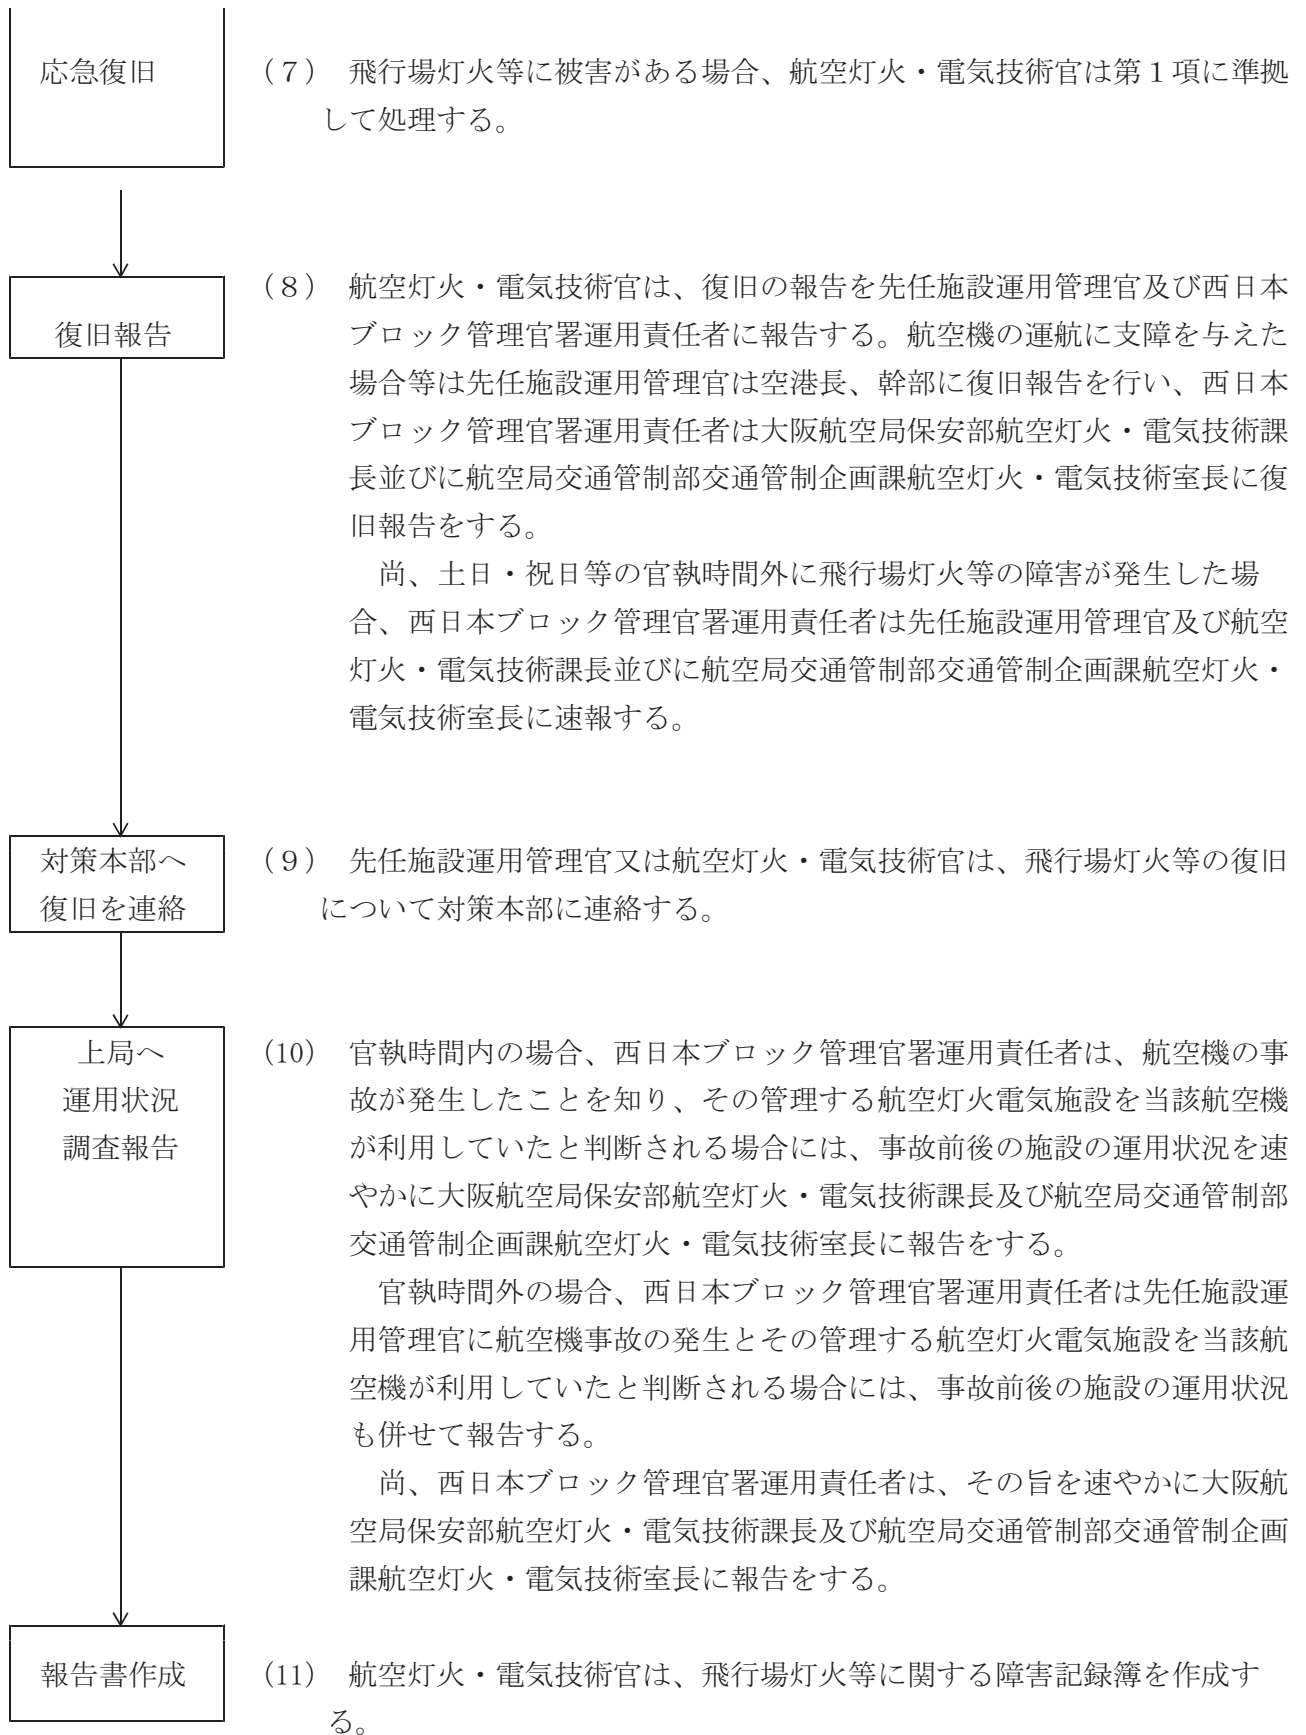 応急復旧
（７） 飛行場灯火等に被害がある場合、航空灯火・電気技術官は第１項に準拠
して処理する。
復旧報告
（８） 航空灯火・電気技術官は、復旧の報告を先任施設運用管理官及び西日本
ブロック管理官署運用責任者に報告する。航空機の運航に支障を与えた
場合等は先任施設運用管理官は空港長、幹部に復旧報告を行い、西日本
ブロック管理官署運用責任者は大阪航空局保安部航空灯火・電気技術課
長並びに航空局交通管制部交通管制企画課航空灯火・電気技術室長に復
旧報告をする。
尚、土日・祝日等の官執時間外に飛行場灯火等の障害が発生した場
合、西日本ブロック管理官署運用責任者は先任施設運用管理官及び航空
灯火・電気技術課長並びに航空局交通管制部交通管制企画課航空灯火・
電気技術室長に速報する。
対策本部へ
復旧を連絡
（９） 先任施設運用管理官又は航空灯火・電気技術官は、飛行場灯火等の復旧
について対策本部に連絡する。
上局へ
運用状況
調査報告
(10) 官執時間内の場合、西日本ブロック管理官署運用責任者は、航空機の事
故が発生したことを知り、その管理する航空灯火電気施設を当該航空機
が利用していたと判断される場合には、事故前後の施設の運用状況を速
やかに大阪航空局保安部航空灯火・電気技術課長及び航空局交通管制部
交通管制企画課航空灯火・電気技術室長に報告をする。
官執時間外の場合、西日本ブロック管理官署運用責任者は先任施設運
用管理官に航空機事故の発生とその管理する航空灯火電気施設を当該航
空機が利用していたと判断される場合には、事故前後の施設の運用状況
も併せて報告する。
尚、西日本ブロック管理官署運用責任者は、その旨を速やかに大阪航
空局保安部航空灯火・電気技術課長及び航空局交通管制部交通管制企画
課航空灯火・電気技術室長に報告をする。
報告書作成
(11) 航空灯火・電気技術官は、飛行場灯火等に関する障害記録簿を作成す
る。